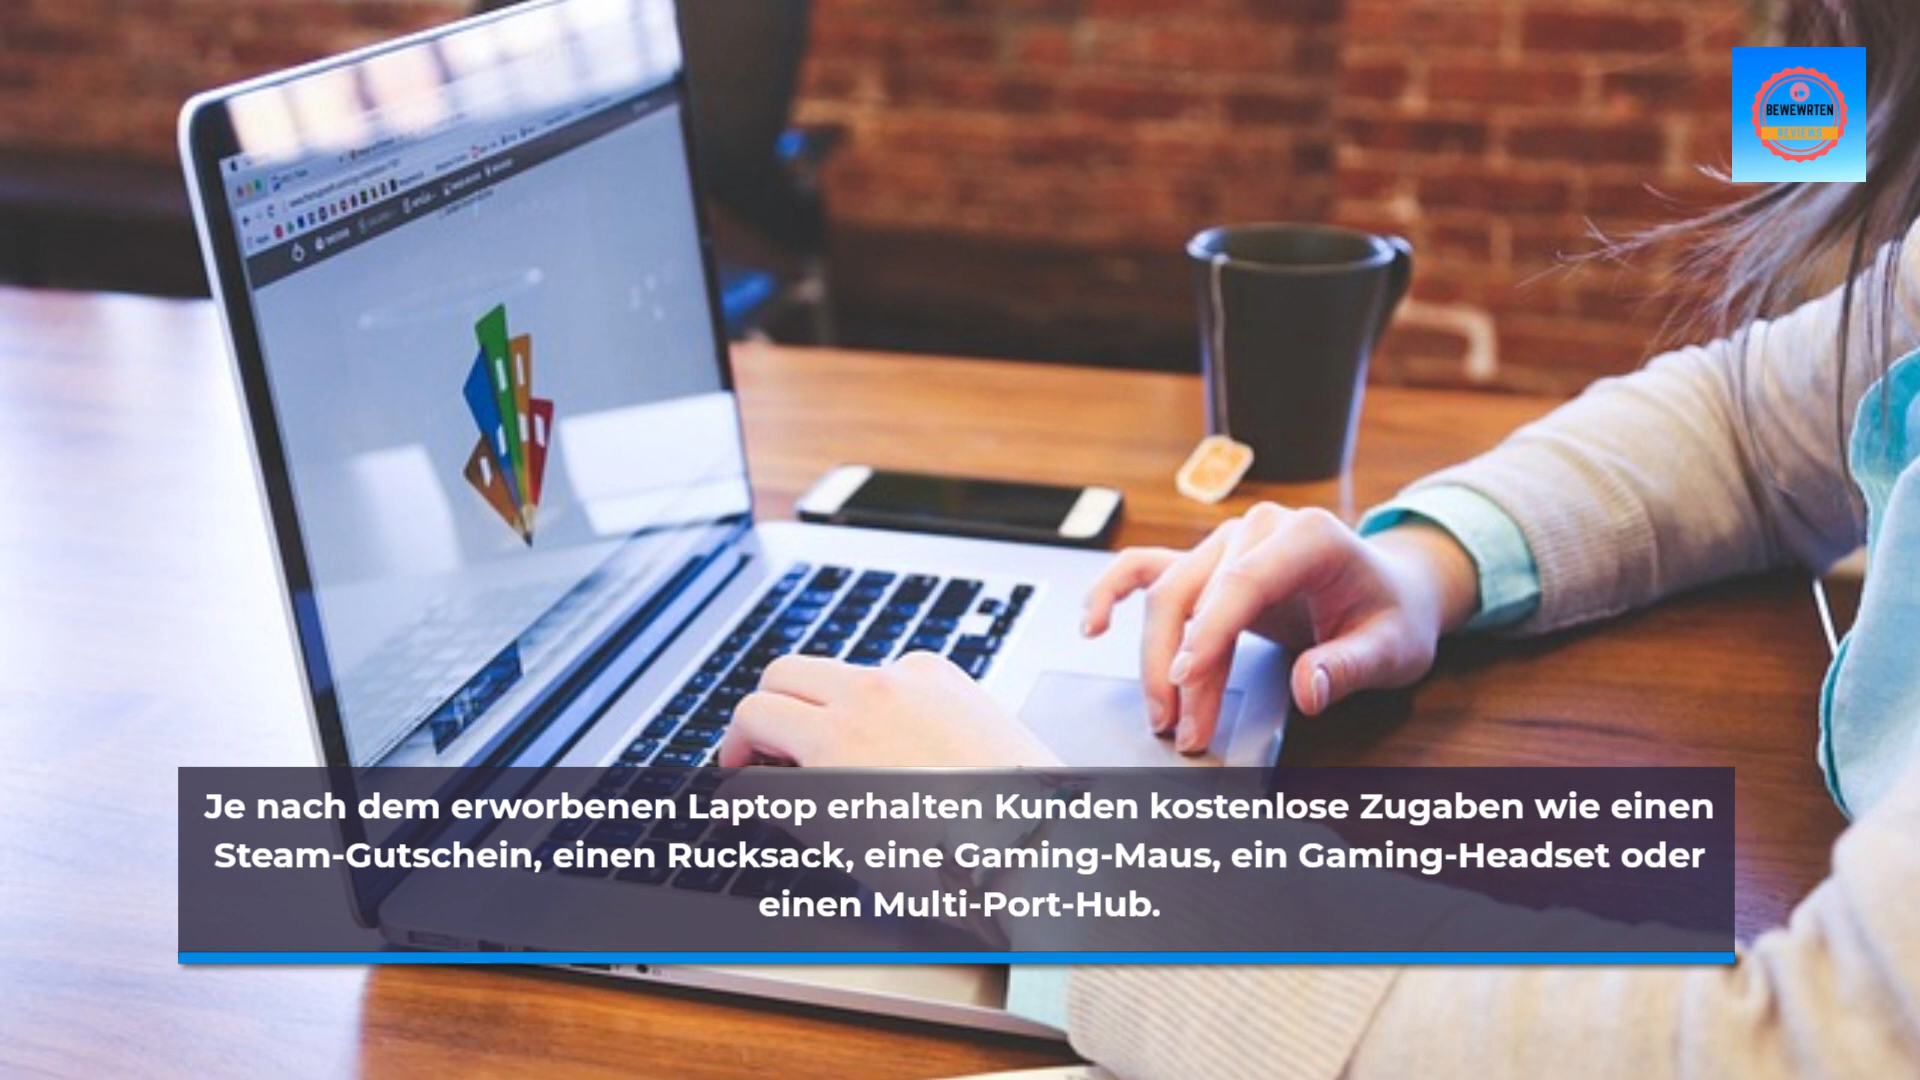 BEWEWRTEN
REVIEWS
Je nach dem erworbenen Laptop erhalten Kunden kostenlose Zugaben wie einen
Steam-Gutschein, einen Rucksack, eine Gaming-Maus, ein Gaming-Headset oder
einen Multi-Port-Hub.